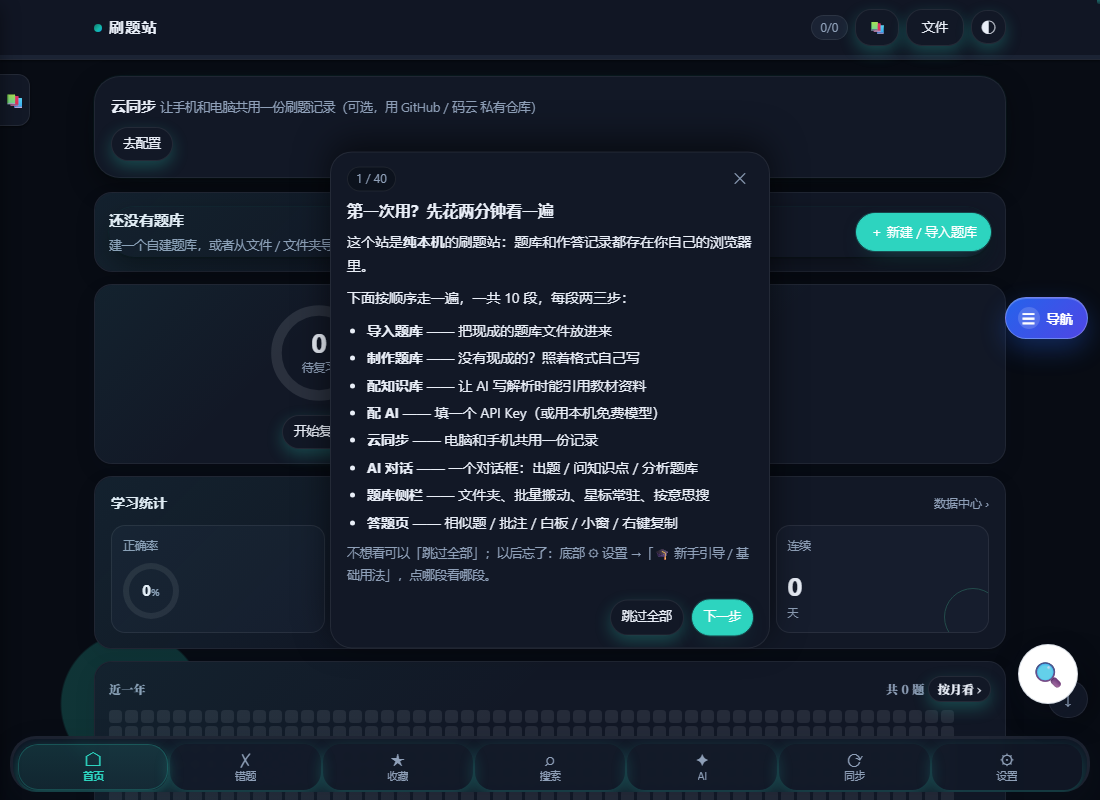 刷题站
0/0
文件
云同步 让手机和电脑共用一份刷题记录（可选，用 GitHub / 码云 私有仓库）
去配置
还没有题库
建一个自建题库，或者从文件 / 文件夹导
+ 新建 / 导入题库
1 / 40
第一次用？先花两分钟看一遍
这个站是纯本机的刷题站：题库和作答记录都存在你自己的浏览器
里。
下面按顺序走一遍，一共 10 段，每段两三步：
• 导入题库 —— 把现成的题库文件放进来
• 制作题库 —— 没有现成的？照着格式自己写
• 配知识库 —— 让 AI 写解析时能引用教材资料
• 配 AI —— 填一个 API Key（或用本机免费模型）
• 云同步 —— 电脑和手机共用一份记录
• AI 对话 —— 一个对话框：出题 / 问知识点 / 分析题库
• 题库侧栏 —— 文件夹、批量搬动、星标常驻、按意思搜
• 答题页 —— 相似题 / 批注 / 白板 / 小窗 / 右键复制
不想看可以「跳过全部」；以后忘了：底部 ⚙ 设置 →「🎓 新手引导 / 基
础用法」，点哪段看哪段。
跳过全部
下一步
0
待复习
开始复
导航
学习统计
数据中心 ›
正确率
0%
连续
0
天
近一年
共 0 题
按月看 ›
首页
错题
收藏
搜索
AI
同步
设置